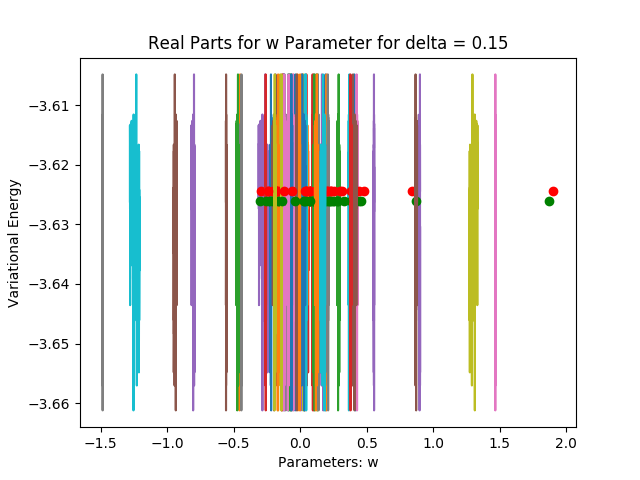 Real Parts for w Parameter for delta = 0.15
Variational Energy
−3.61
−3.62
−3.63
−3.64
−3.65
−3.66
−1.5 −1.0 −0.5 0.0 0.5 1.0 1.5 2.0
Parameters: w